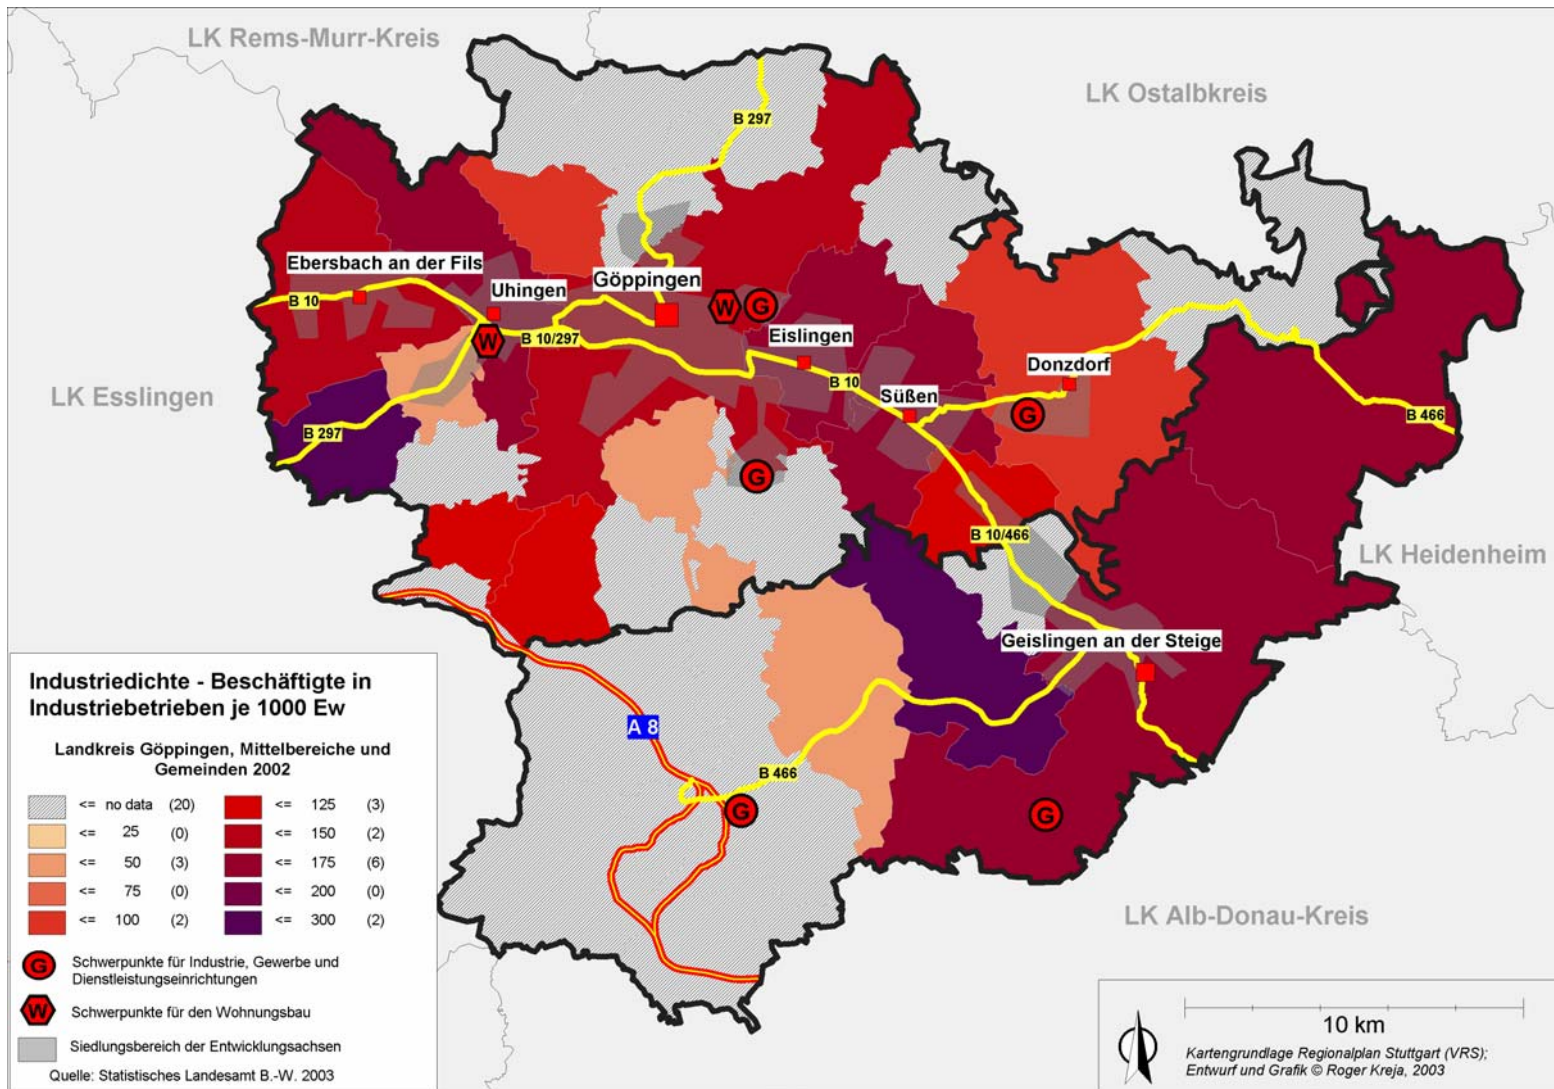 LK Rems-Murr-Kreis
LK Ostalbkreis
B 297
Ebersbach an der Fils
Uhingen
Göppingen
B 10
B 10/297
Eislingen
Donzdorf
B 10
Süßen
LK Esslingen
B 466
B 297
B 10/466
LK Heidenheim
Geislingen an der Steige
A 8
B 466
LK Alb-Donau-Kreis
W
G
W
G
G
G
G
Industriedichte - Beschäftigte in
Industriebetrieben je 1000 Ew
Landkreis Göppingen, Mittelbereiche und
Gemeinden 2002
<= no data (20)
<= 25 (0)
<= 50 (3)
<= 75 (0)
<= 100 (2)
<= 125 (3)
<= 150 (2)
<= 175 (6)
<= 200 (0)
<= 300 (2)
G Schwerpunkte für Industrie, Gewerbe und
Dienstleistungseinrichtungen
W Schwerpunkte für den Wohnungsbau
Siedlungsbereich der Entwicklungsachsen
Quelle: Statistisches Landesamt B.-W. 2003
10 km
Kartengrundlage Regionalplan Stuttgart (VRS);
Entwurf und Grafik © Roger Kreja, 2003